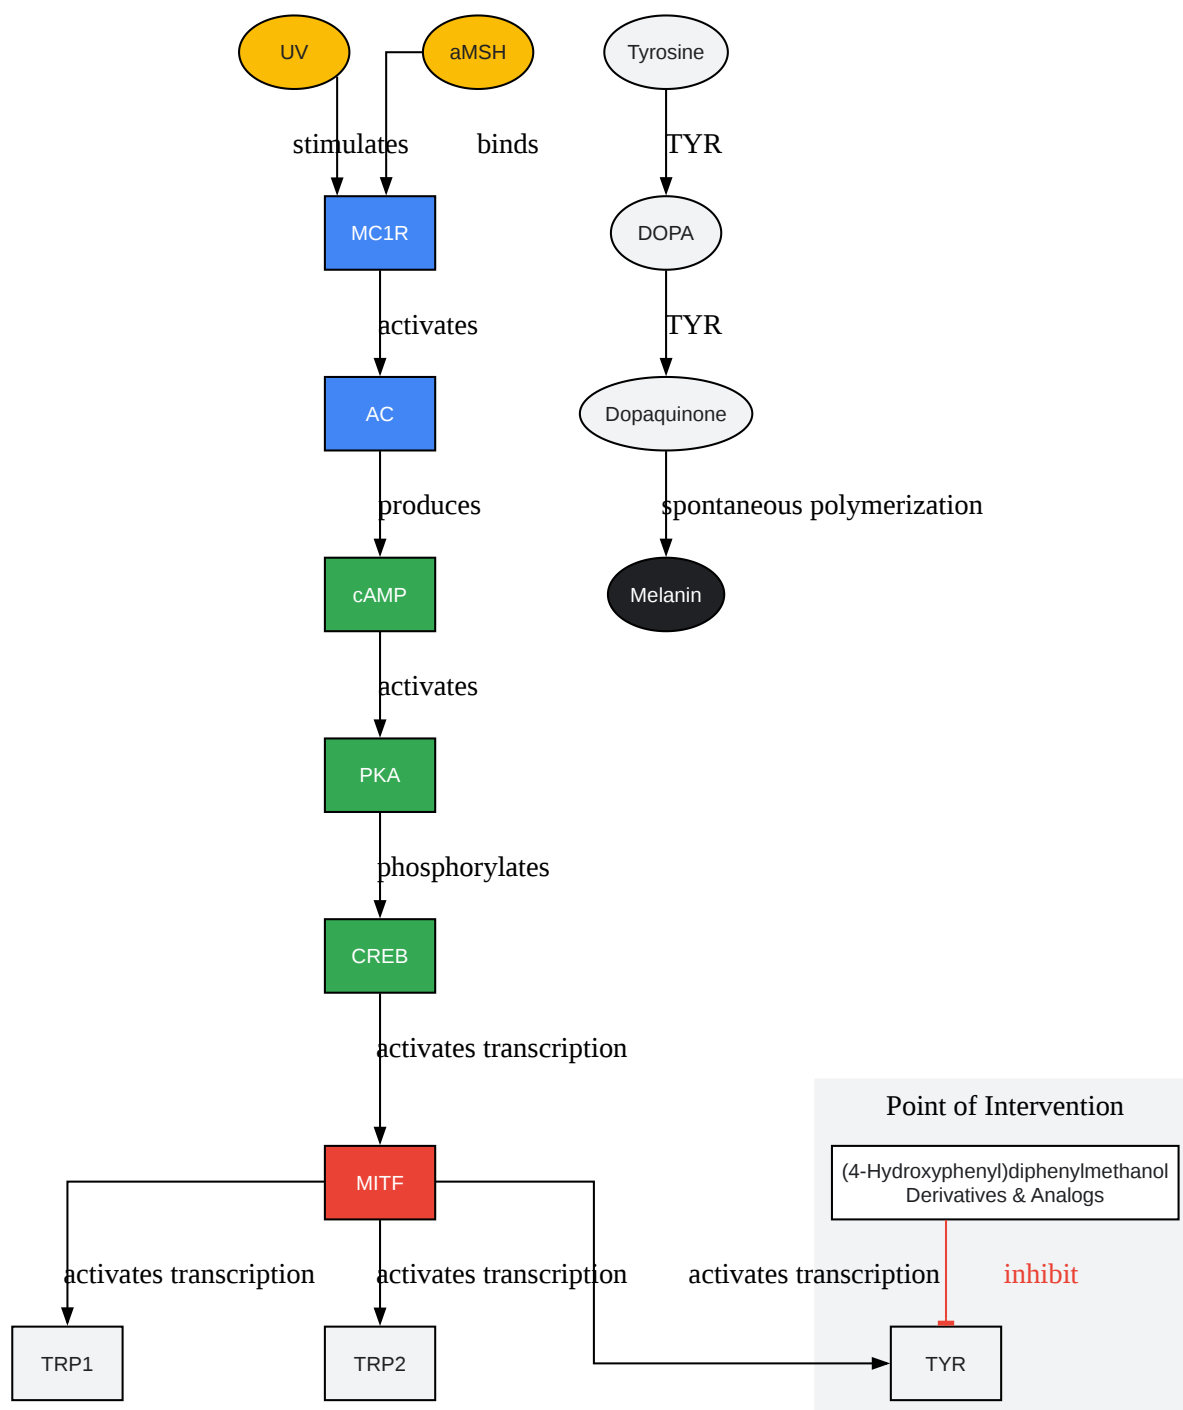 UV
aMSH
Tyrosine
stimulates
binds
TYR
MC1R
DOPA
activates
TYR
AC
Dopaquinone
produces
spontaneous polymerization
cAMP
Melanin
activates
PKA
phosphorylates
CREB
activates transcription
Point of Intervention
MITF
(4-Hydroxyphenyl)diphenylmethanol
Derivatives & Analogs
activates transcription
activates transcription
activates transcription
inhibit
TRP1
TRP2
TYR